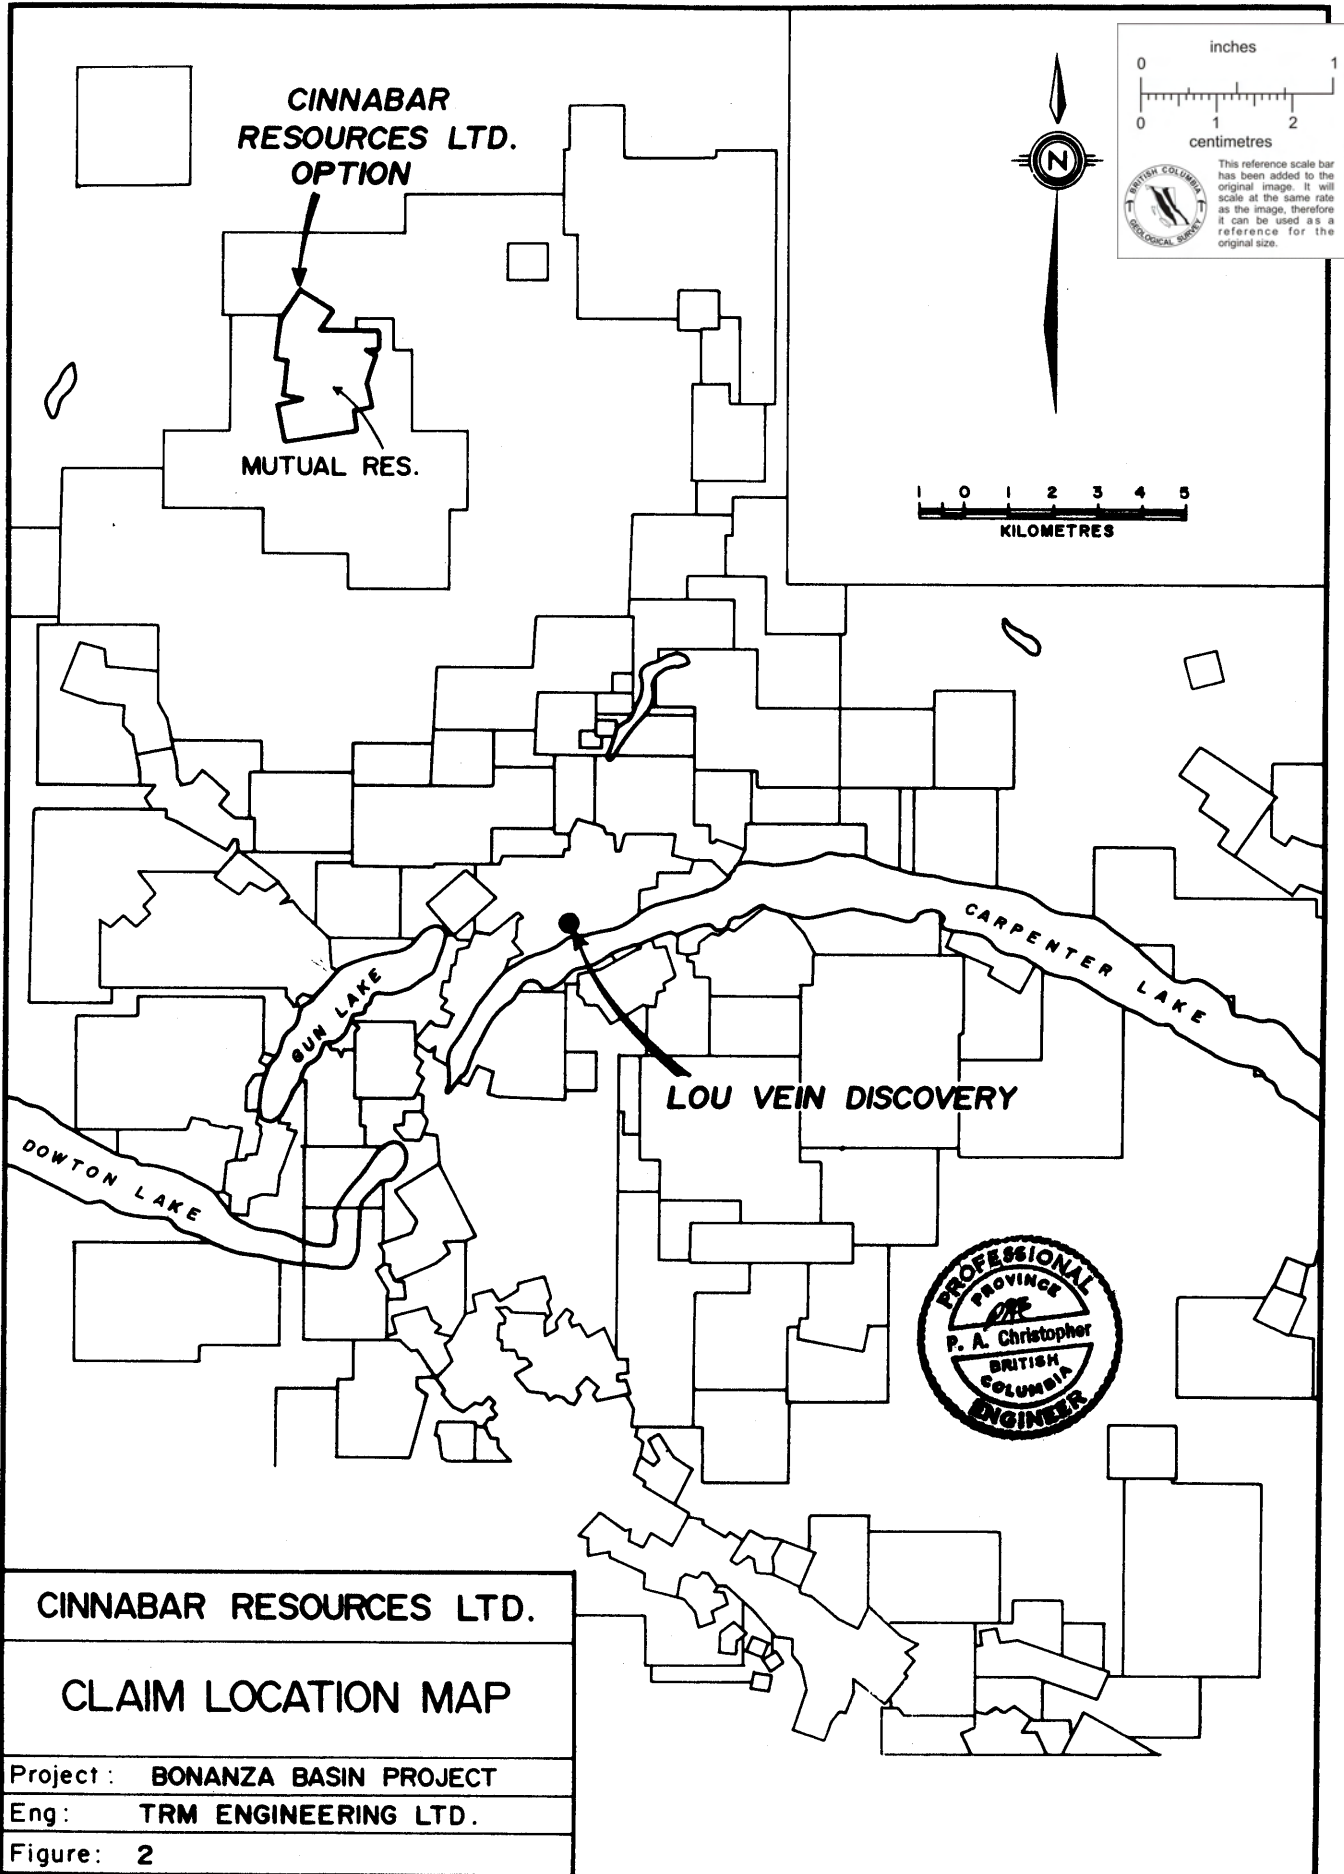 CINNABAR
RESOURCES LTD.
OPTION
MUTUAL RES.
N
inches
0 1
0 1 2
centimetres
This reference scale bar
has been added to the
original image. It will
scale at the same rate
as the image, therefore
it can be used as a
reference for the
original size.
BRITISH COLUMBIA
GEOLOGICAL SURVEY
1 0 1 2 3 4 5
KILOMETRES
CARPENTER LAKE
GUN LAKE
LOU VEIN DISCOVERY
DOWTON LAKE
PROFESSIONAL
PROVINCE
P. A. Christopher
BRITISH
COLUMBIA
ENGINEER
CINNABAR RESOURCES LTD.
CLAIM LOCATION MAP
Project: BONANZA BASIN PROJECT
Eng: TRM ENGINEERING LTD.
Figure: 2